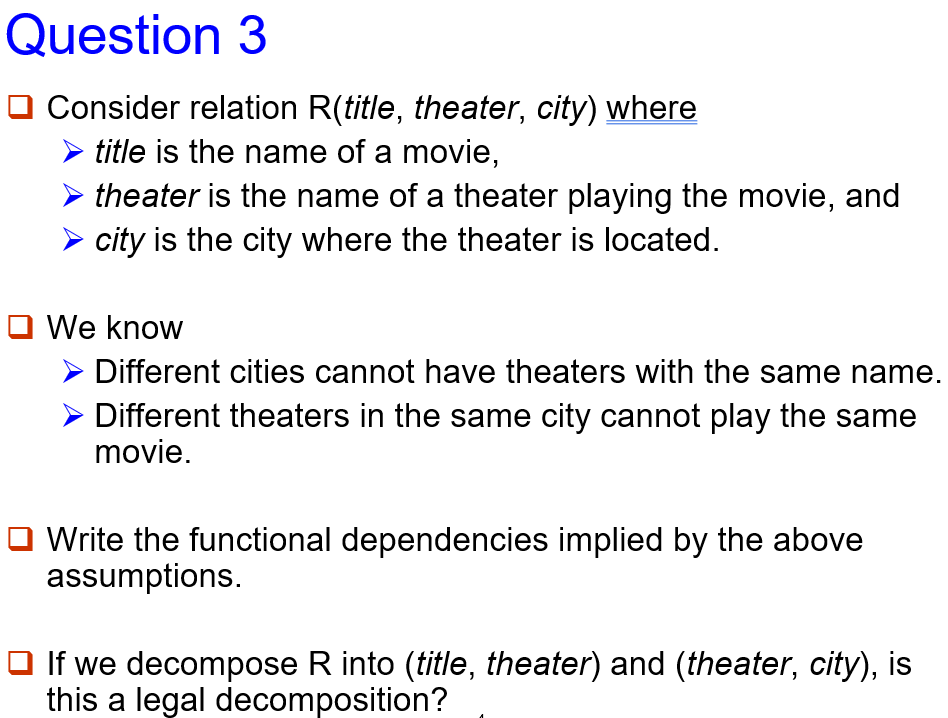 Question 3
Consider relation R(title, theater, city) where
title is the name of a movie,
theater is the name of a theater playing the movie, and
city is the city where the theater is located.
We know
Different cities cannot have theaters with the same name.
Different theaters in the same city cannot play the same
movie.
Write the functional dependencies implied by the above
assumptions.
If we decompose R into (title, theater) and (theater, city), is
this a legal decomposition?